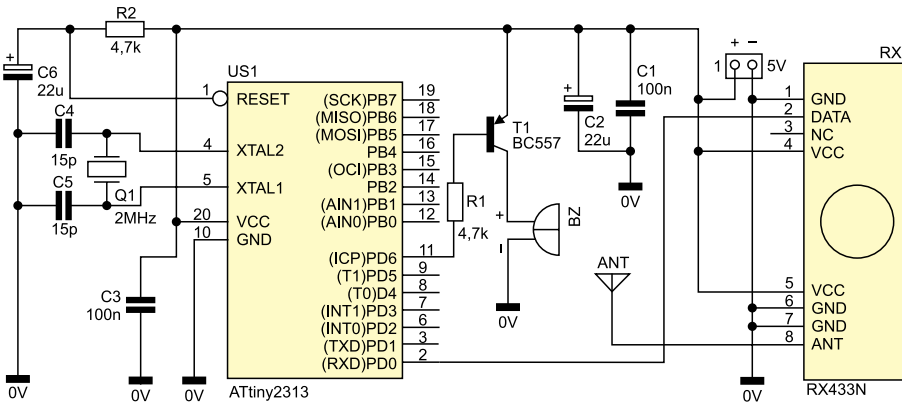 R2
4,7k
+
C6
22u
C4
15p
C5
15p
Q1
2MHz
C3
100n
0V
0V
0V
US1
1
RESET
4
XTAL2
5
XTAL1
20
VCC
10
GND
(SCK)PB7
19
(MISO)PB6
18
(MOSI)PB5
17
PB4
16
(OCI)PB3
15
PB2
14
(AIN1)PB1
13
(AIN0)PB0
12
(ICP)PD6
11
(T1)PD5
9
(T0)D4
8
(INT1)PD3
7
(INT0)PD2
6
(TXD)PD1
3
(RXD)PD0
2
ATtiny2313
R1
4,7k
T1
BC557
+
I
BZ
0V
+
C2
22u
C1
100n
0V
ANT
+ −
1
5V
0V
RX
1
GND
2
DATA
3
NC
4
VCC
5
VCC
6
GND
7
GND
8
ANT
RX433N